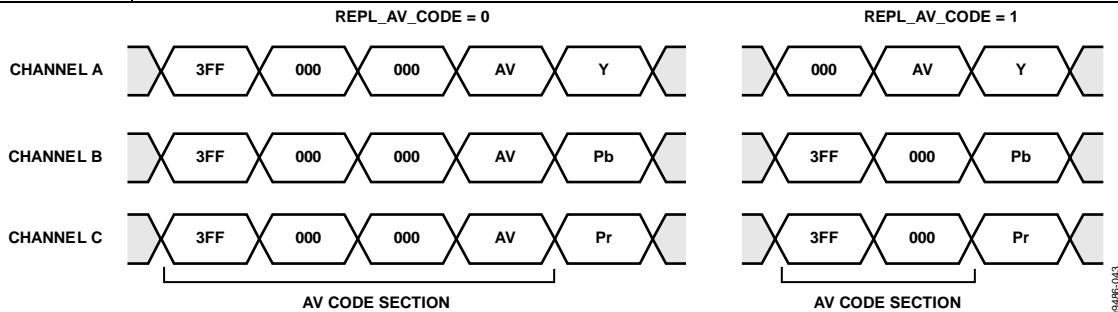 REPL_AV_CODE = 0 REPL_AV_CODE = 1
CHANNEL A 3FF 000 000 AV Y 000 AV Y
CHANNEL B 3FF 000 000 AV Pb 3FF 000 Pb
CHANNEL C 3FF 000 000 AV Pr 3FF 000 Pr
AV CODE SECTION AV CODE SECTION